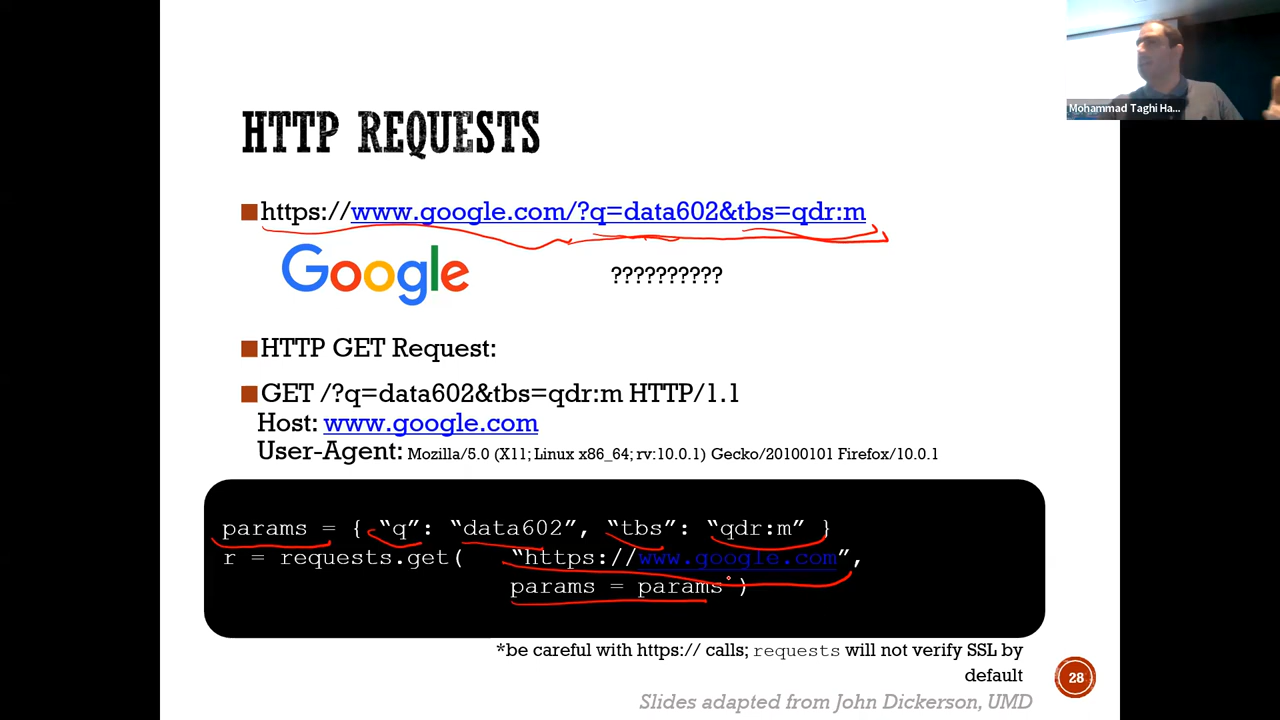 Mohammad Taghi Ha...
HTTP REQUESTS
https://www.google.com/?q=data602&tbs=qdr:m
Google
??????????
HTTP GET Request:
GET /?q=data602&tbs=qdr:m HTTP/1.1
Host: www.google.com
User-Agent: Mozilla/5.0 (X11; Linux x86_64; rv:10.0.1) Gecko/20100101 Firefox/10.0.1
params = { “q”: “data602”, “tbs”: “qdr:m” }
r = requests.get( “https://www.google.com”,
params = params )
*be careful with https:// calls; requests will not verify SSL by
default
28
Slides adapted from John Dickerson, UMD